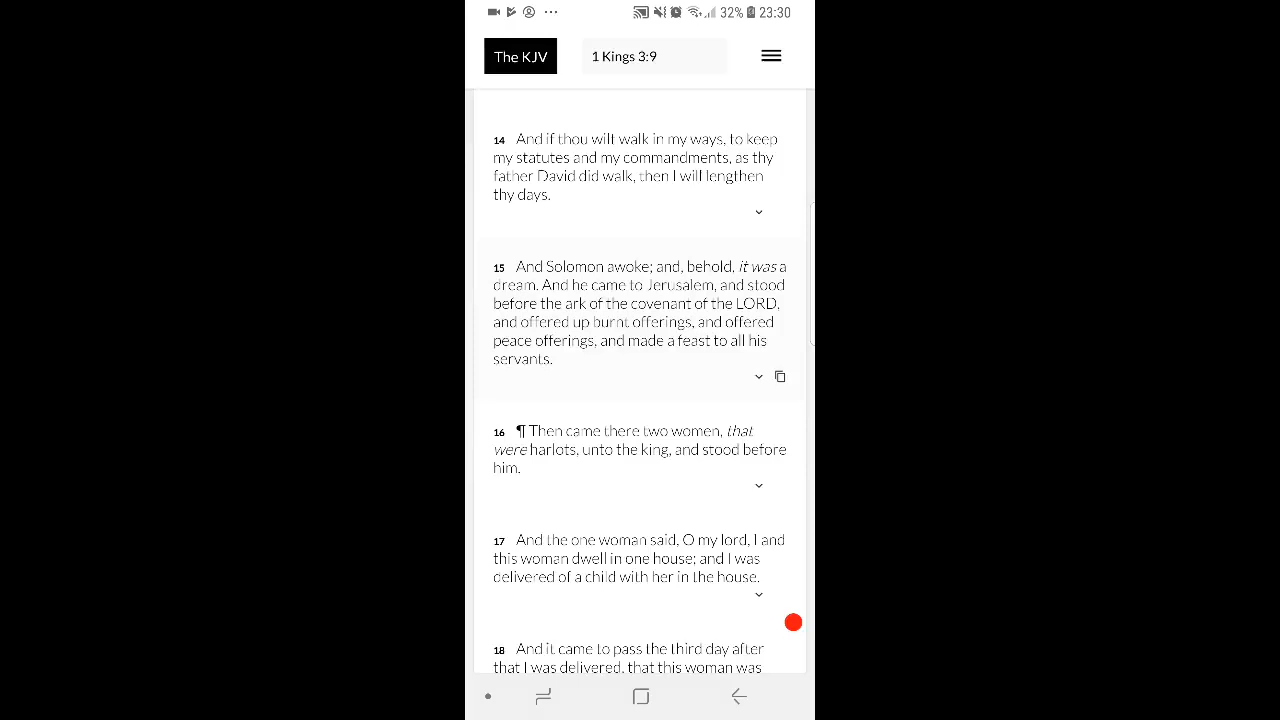 32% 23:30
The KJV 1 Kings 3:9
14 And if thou wilt walk in my ways, to keep
my statutes and my commandments, as thy
father David did walk, then I will lengthen
thy days.
15 And Solomon awoke; and, behold, it was a
dream. And he came to Jerusalem, and stood
before the ark of the covenant of the LORD,
and offered up burnt offerings, and offered
peace offerings, and made a feast to all his
servants.
16 ¶ Then came there two women, that
were harlots, unto the king, and stood before
him.
17 And the one woman said, O my lord, I and
this woman dwell in one house; and I was
delivered of a child with her in the house.
18 And it came to pass the third day after
that I was delivered, that this woman was